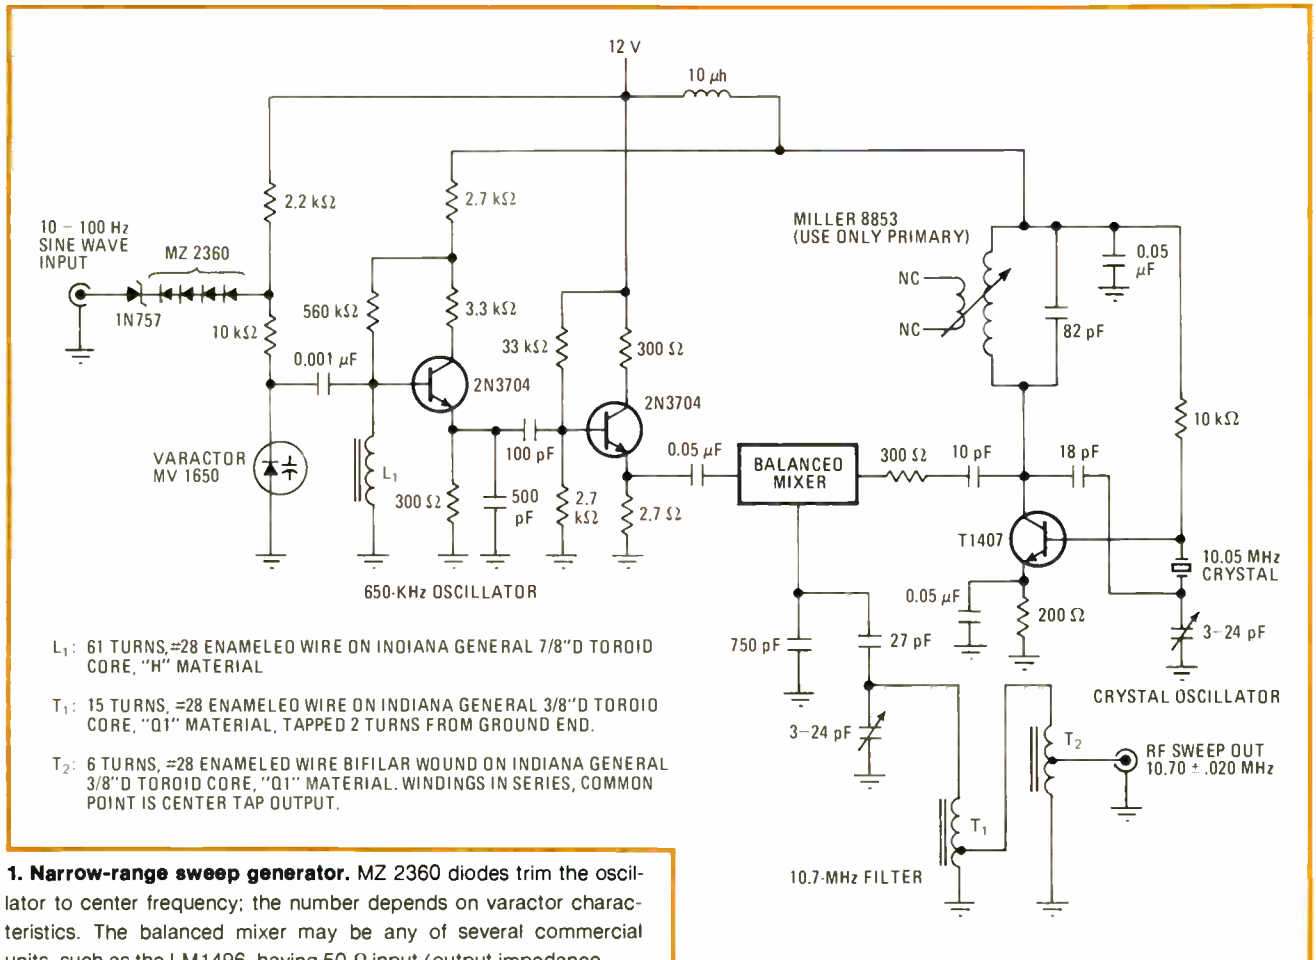 12 V
10 μh
2.2 kΩ
2.7 kΩ
10 – 100 Hz
SINE WAVE
INPUT
MZ 2360
1N757
10 kΩ
560 kΩ
3.3 kΩ
0.001 μF
2N3704
33 kΩ
300 Ω
2N3704
MILLER 8853
(USE ONLY PRIMARY)
NC
NC
82 pF
0.05
μF
10 kΩ
VARACTOR
MV 1650
L1
300 Ω
500
pF
100 pF
2.7
kΩ
2.7 Ω
0.05 μF
BALANCED
MIXER
300 Ω
10 pF
18 pF
T1407
10.05 MHz
CRYSTAL
0.05 μF
200 Ω
3–24 pF
650-KHz OSCILLATOR
CRYSTAL OSCILLATOR
750 pF
27 pF
3–24 pF
T1
T2
RF SWEEP OUT
10.70 ± .020 MHz
10.7-MHz FILTER
L1: 61 TURNS, #28 ENAMELED WIRE ON INDIANA GENERAL 7/8"D TOROID
CORE, "H" MATERIAL
T1: 15 TURNS, #28 ENAMELED WIRE ON INDIANA GENERAL 3/8"D TOROID
CORE, "Q1" MATERIAL, TAPPED 2 TURNS FROM GROUND END.
T2: 6 TURNS, #28 ENAMELED WIRE BIFILAR WOUND ON INDIANA GENERAL
3/8"D TOROID CORE, "Q1" MATERIAL. WINDINGS IN SERIES, COMMON
POINT IS CENTER TAP OUTPUT.
1. Narrow-range sweep generator. MZ 2360 diodes trim the oscil-
lator to center frequency; the number depends on varactor charac-
teristics. The balanced mixer may be any of several commercial
units, such as the LM1496, having 50-Ω input/output impedance